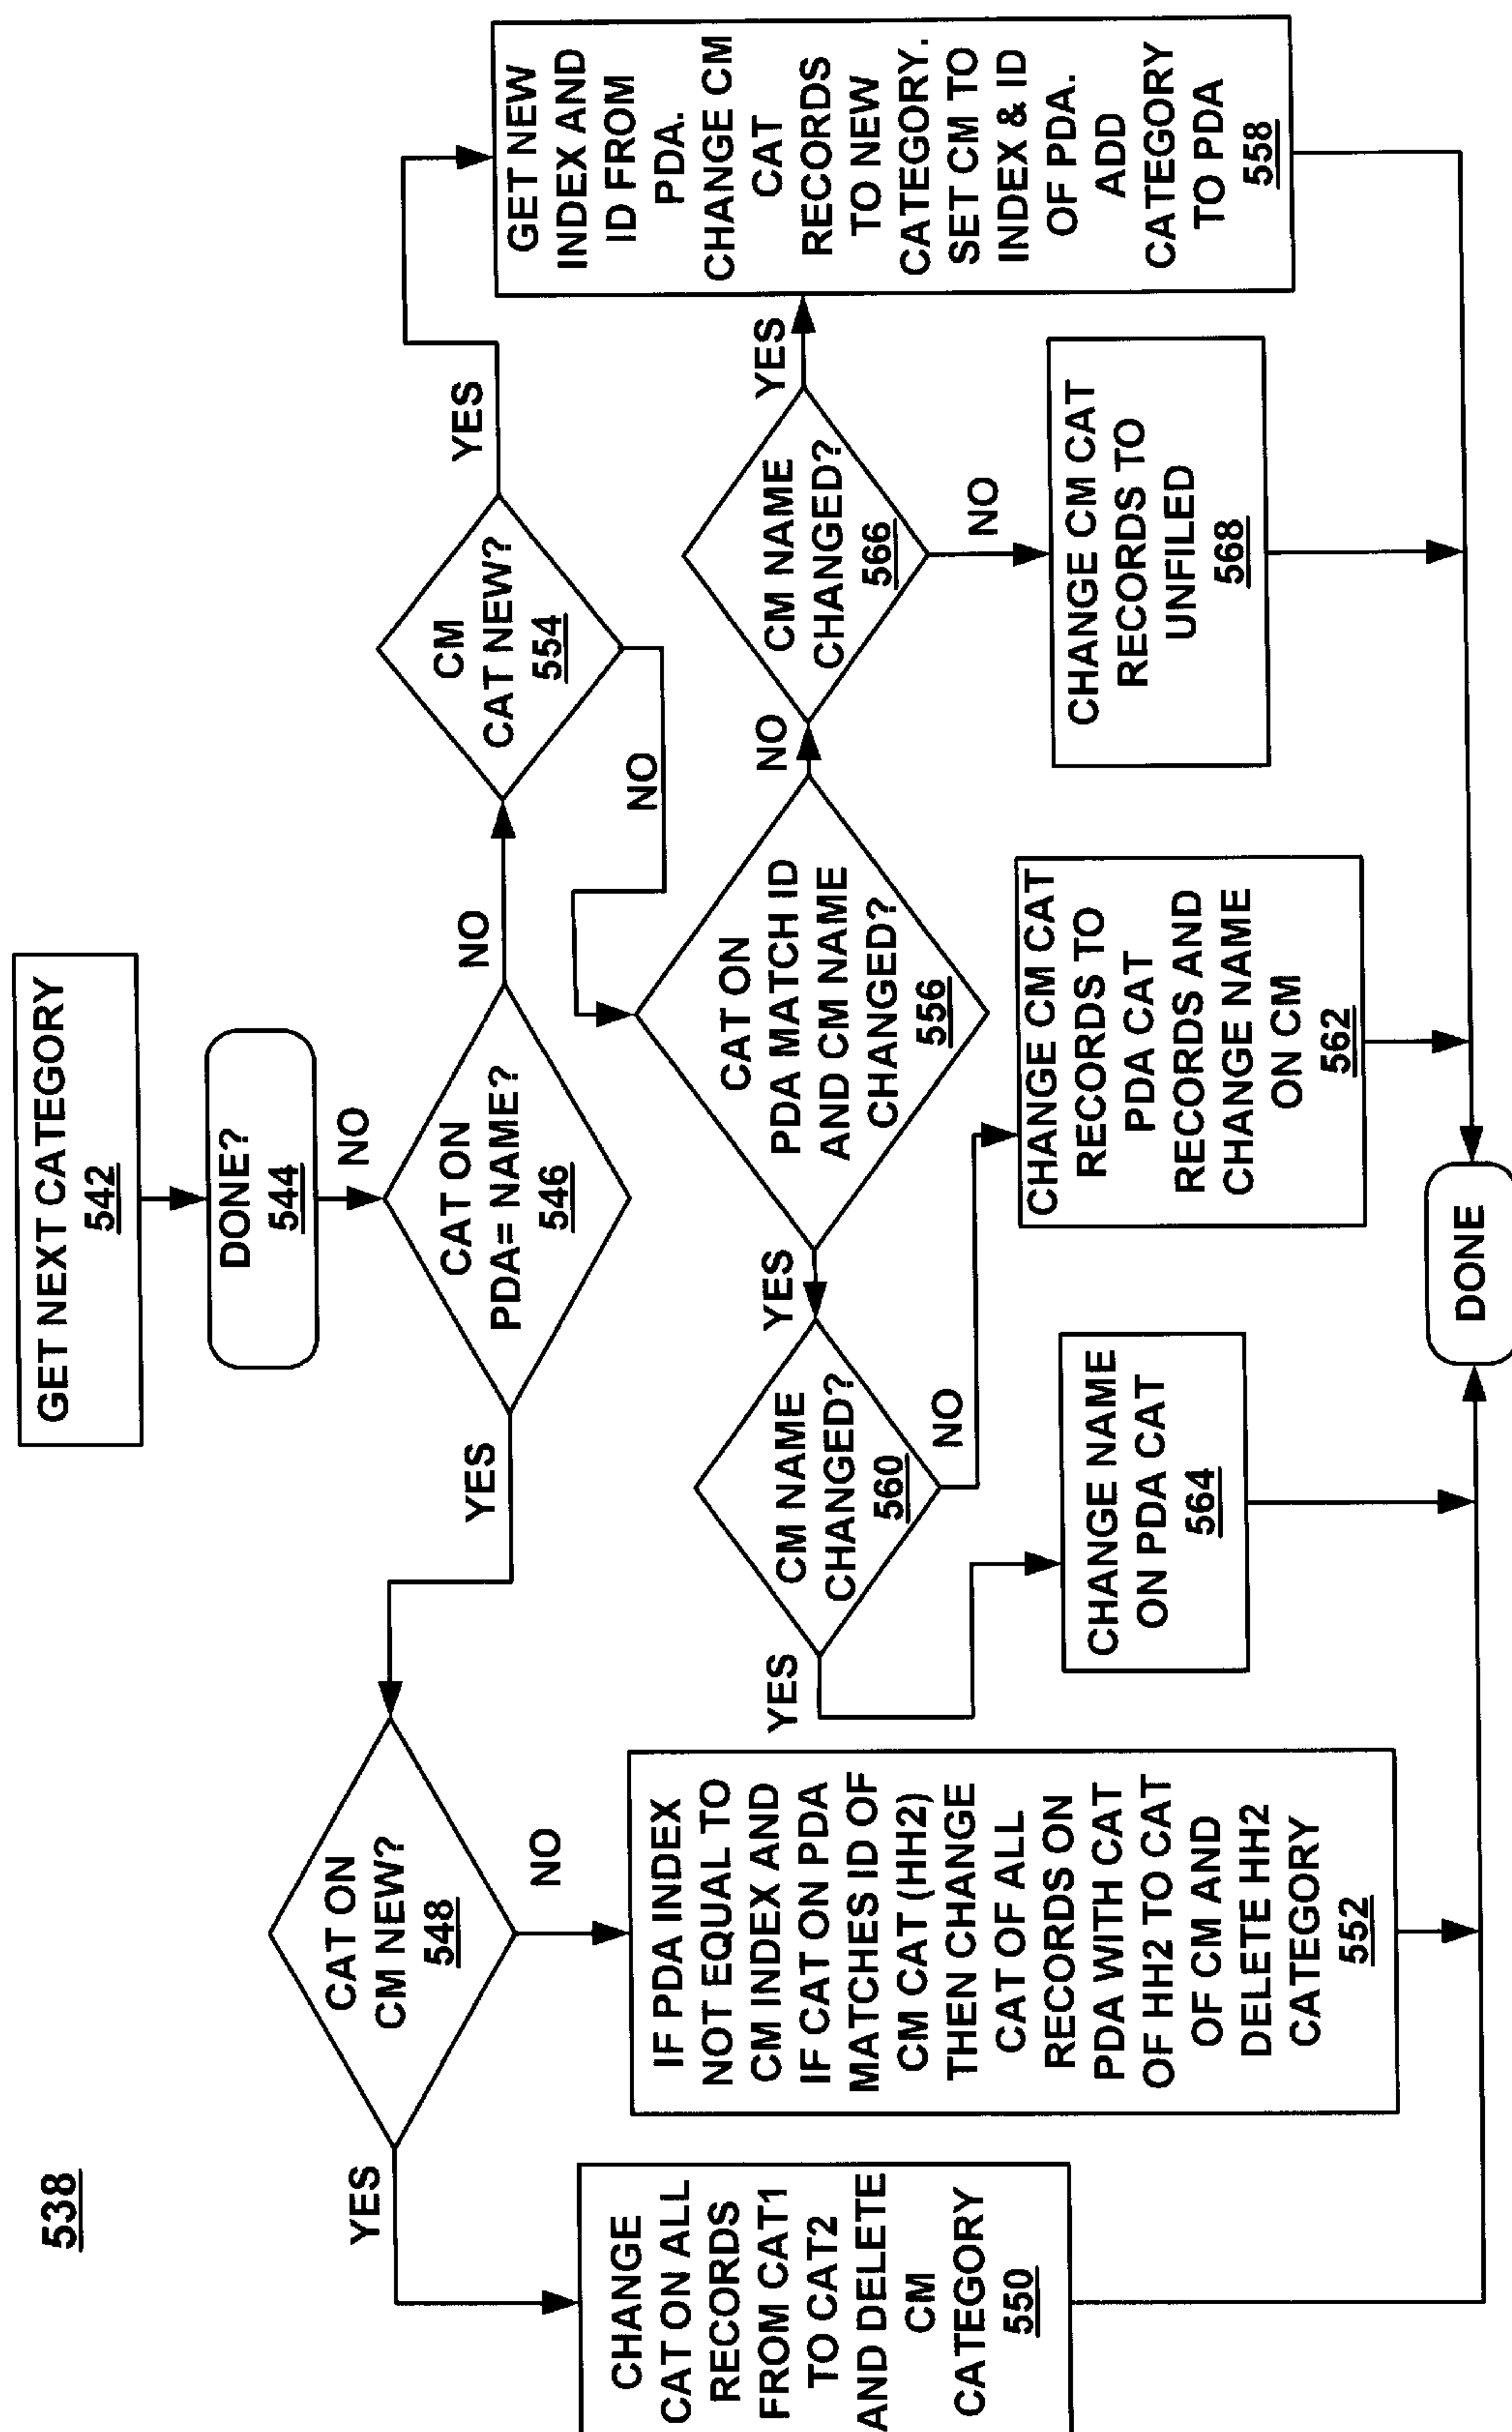 538
GET NEXT CATEGORY
542
DONE?
544
NO
CAT ON
PDA= NAME?
546
YES
NO
CAT ON
CM NEW?
548
YES
NO
CM
CAT NEW?
554
YES
NO
CHANGE
CAT ON ALL
RECORDS
FROM CAT1
TO CAT2
AND DELETE
CM
CATEGORY
550
IF PDA INDEX
NOT EQUAL TO
CM INDEX AND
IF CAT ON PDA
MATCHES ID OF
CM CAT (HH2)
THEN CHANGE
CAT OF ALL
RECORDS ON
PDA WITH CAT
OF HH2 TO CAT
OF CM AND
DELETE HH2
CATEGORY
552
CAT ON
PDA MATCH ID
AND CM NAME
CHANGED?
556
YES
NO
CM NAME
CHANGED?
560
YES
NO
CM NAME
CHANGED?
566
YES
NO
GET NEW
INDEX AND
ID FROM
PDA.
CHANGE CM
CAT
RECORDS
TO NEW
CATEGORY.
SET CM TO
INDEX & ID
OF PDA.
ADD
CATEGORY
TO PDA
558
CHANGE NAME
ON PDA CAT
564
CHANGE CM CAT
RECORDS TO
PDA CAT
RECORDS AND
CHANGE NAME
ON CM
562
CHANGE CM CAT
RECORDS TO
UNFILED
568
DONE